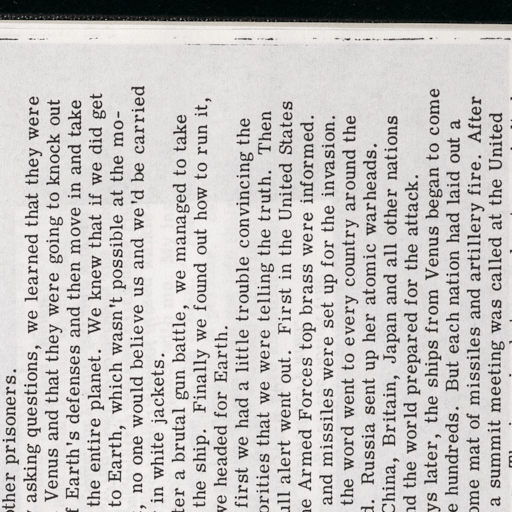 other prisoners.
asking questions, we learned that they were
Venus and that they were going to knock out
Earth's defenses and then move in and take
the entire planet. We knew that if we did get
to Earth, which wasn't possible at the mo-
, no one would believe us and we'd be carried
in white jackets.
ter a brutal gun battle, we managed to take
the ship. Finally we found out how to run it,
we headed for Earth.
first we had a little trouble convincing the
orities that we were telling the truth. Then
ull alert went out. First in the United States
Armed Forces top brass were informed.
and missiles were set up for the invasion.
the word went to every country around the
d. Russia sent up her atomic warheads.
China, Britain, Japan and all other nations
nd the world prepared for the attack.
ys later, the ships from Venus began to come
hundreds. But each nation had laid out a
ome mat of missiles and artillery fire. After
a summit meeting was called at the United